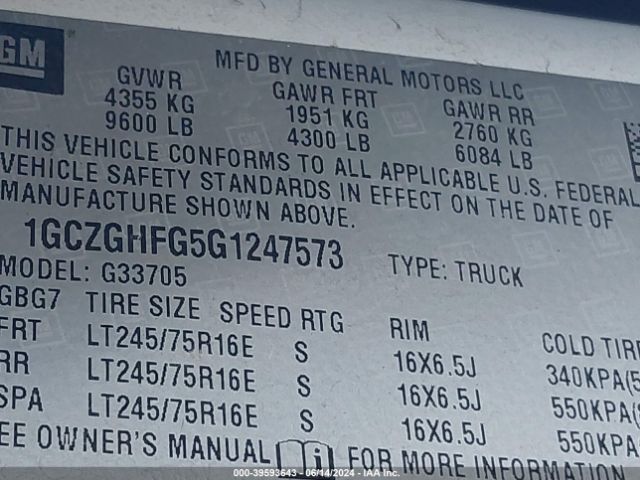 GM
MFD BY GENERAL MOTORS LLC
GVWR GAWR FRT GAWR RR
4355 KG 1951 KG 2760 KG
9600 LB 4300 LB 6084 LB
THIS VEHICLE CONFORMS TO ALL APPLICABLE U.S. FEDERAL
VEHICLE SAFETY STANDARDS IN EFFECT ON THE DATE OF
MANUFACTURE SHOWN ABOVE.
1GCZGHFG5G1247573 TYPE: TRUCK
MODEL: G33705
GBG7 TIRE SIZE SPEED RTG RIM COLD TIRE
FRT LT245/75R16E S 16X6.5J 340KPA(5
RR LT245/75R16E S 16X6.5J 550KPA(8
SPA LT245/75R16E S 16X6.5J 550KPA
EE OWNER'S MANUAL i FOR MORE INFORMATION
000-39593643 - 06/14/2024 - IAA Inc.